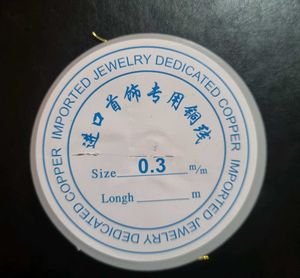 IMPORTED JEWELRY DEDICATED COPPER
IMPORTED JEWELRY DEDICATED COPPER
进口首饰专用铜线
Size 0.3 m/m
Longh m